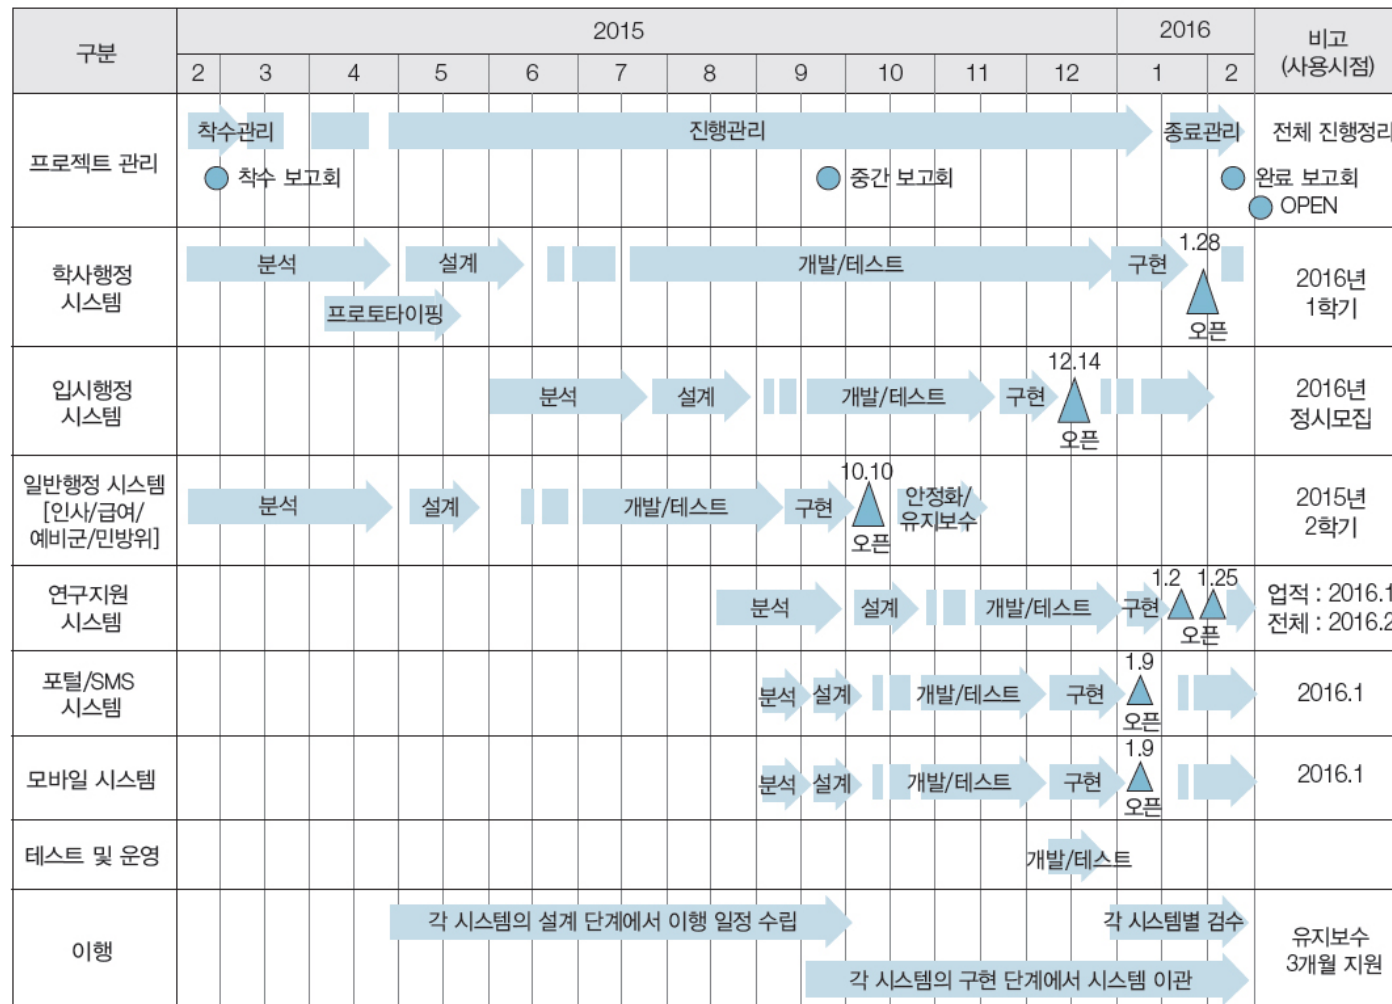 구분
2015
2016
비고
(사용시점)
2 3 4 5 6 7 8 9 10 11 12 1 2
프로젝트 관리
착수관리
진행관리
종료관리
전체 진행정리
착수 보고회
중간 보고회
완료 보고회
OPEN
학사행정
시스템
분석
설계
개발/테스트
구현
1.28
오픈
프로토타이핑
2016년
1학기
입시행정
시스템
분석
설계
개발/테스트
구현
12.14
오픈
2016년
정시모집
일반행정 시스템
[인사/급여/
예비군/민방위]
분석
설계
개발/테스트
구현
10.10
오픈
안정화/
유지보수
2015년
2학기
연구지원
시스템
분석
설계
개발/테스트
구현
1.2
1.25
오픈
업적 : 2016.1
전체 : 2016.2
포털/SMS
시스템
분석
설계
개발/테스트
구현
1.9
오픈
2016.1
모바일 시스템
분석
설계
개발/테스트
구현
1.9
오픈
2016.1
테스트 및 운영
개발/테스트
이행
각 시스템의 설계 단계에서 이행 일정 수립
각 시스템별 검수
각 시스템의 구현 단계에서 시스템 이관
유지보수
3개월 지원